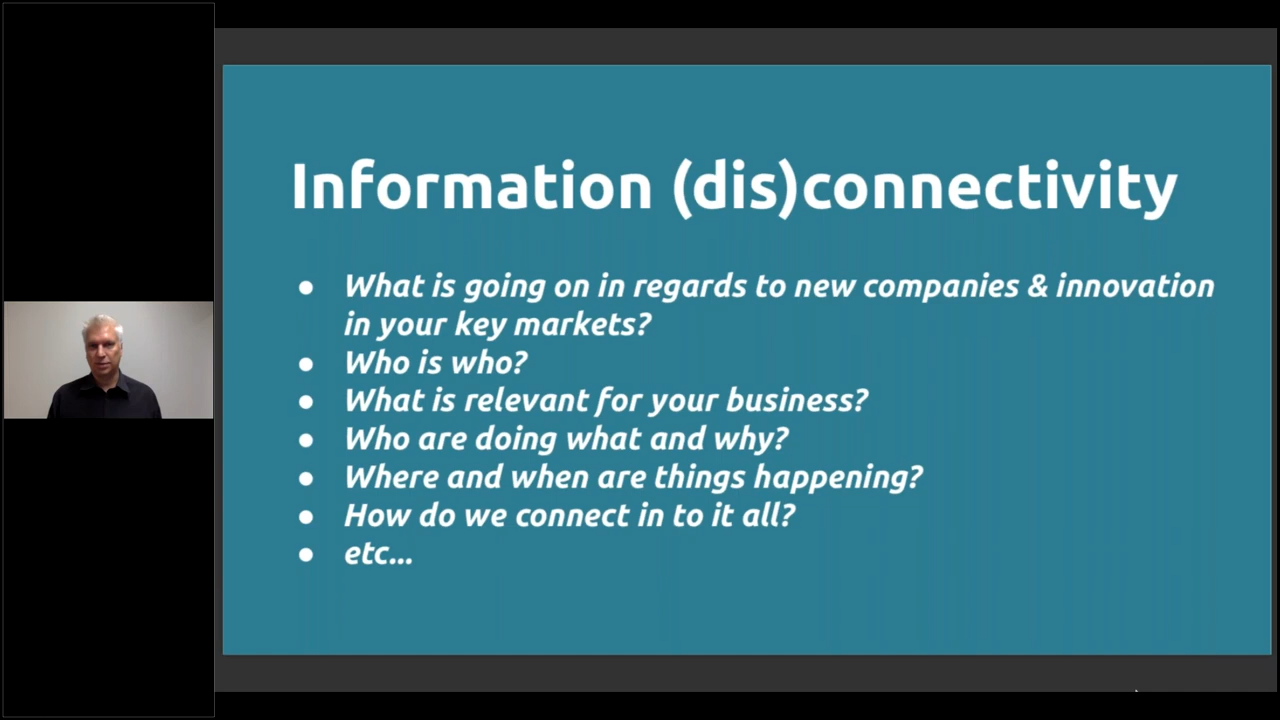 Information (dis)connectivity
● What is going on in regards to new companies & innovation
in your key markets?
● Who is who?
● What is relevant for your business?
● Who are doing what and why?
● Where and when are things happening?
● How do we connect in to it all?
● etc...